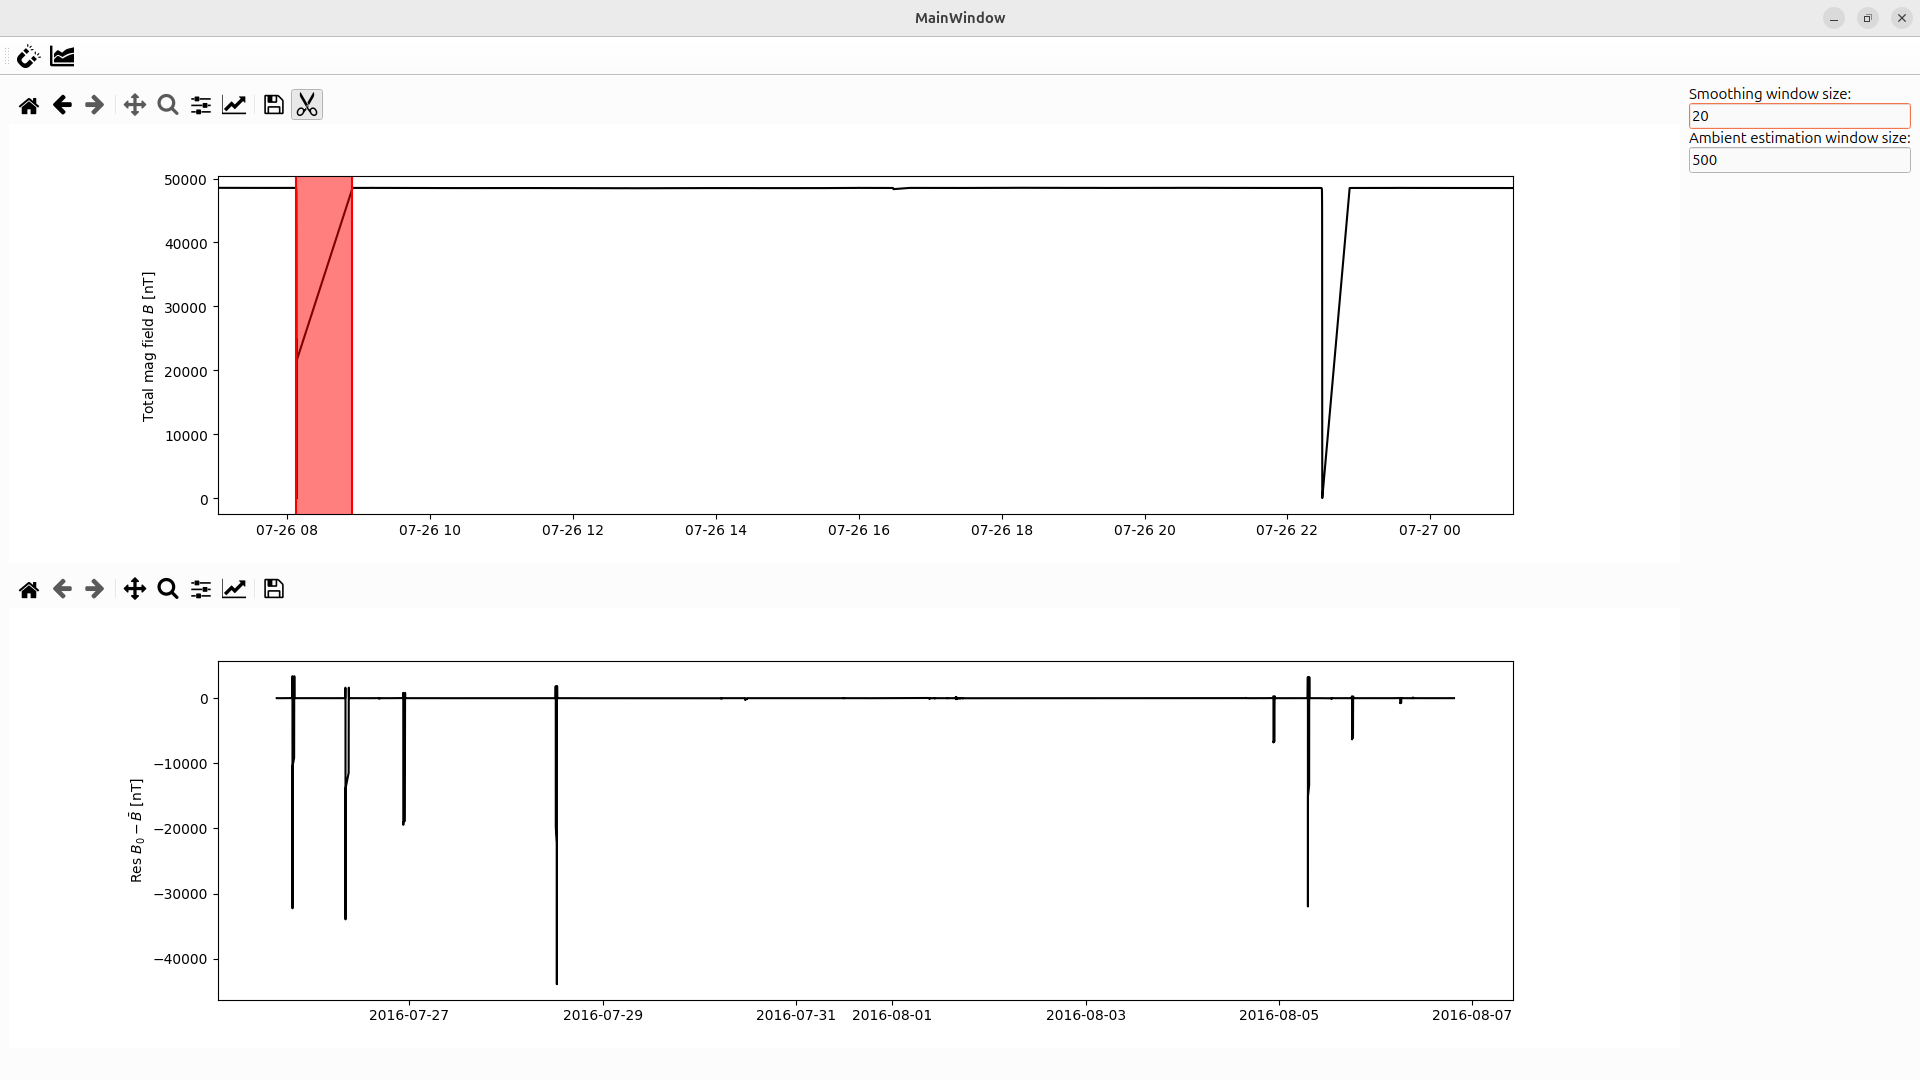 MainWindow
Smoothing window size:
20
Ambient estimation window size:
500
50000
40000
30000
20000
10000
0
Total mag field B [nT]
07-26 08 07-26 10 07-26 12 07-26 14 07-26 16 07-26 18 07-26 20 07-26 22 07-27 00
0
−10000
−20000
−30000
−40000
Res B₀ − B̄ [nT]
2016-07-27 2016-07-29 2016-07-31 2016-08-01 2016-08-03 2016-08-05 2016-08-07